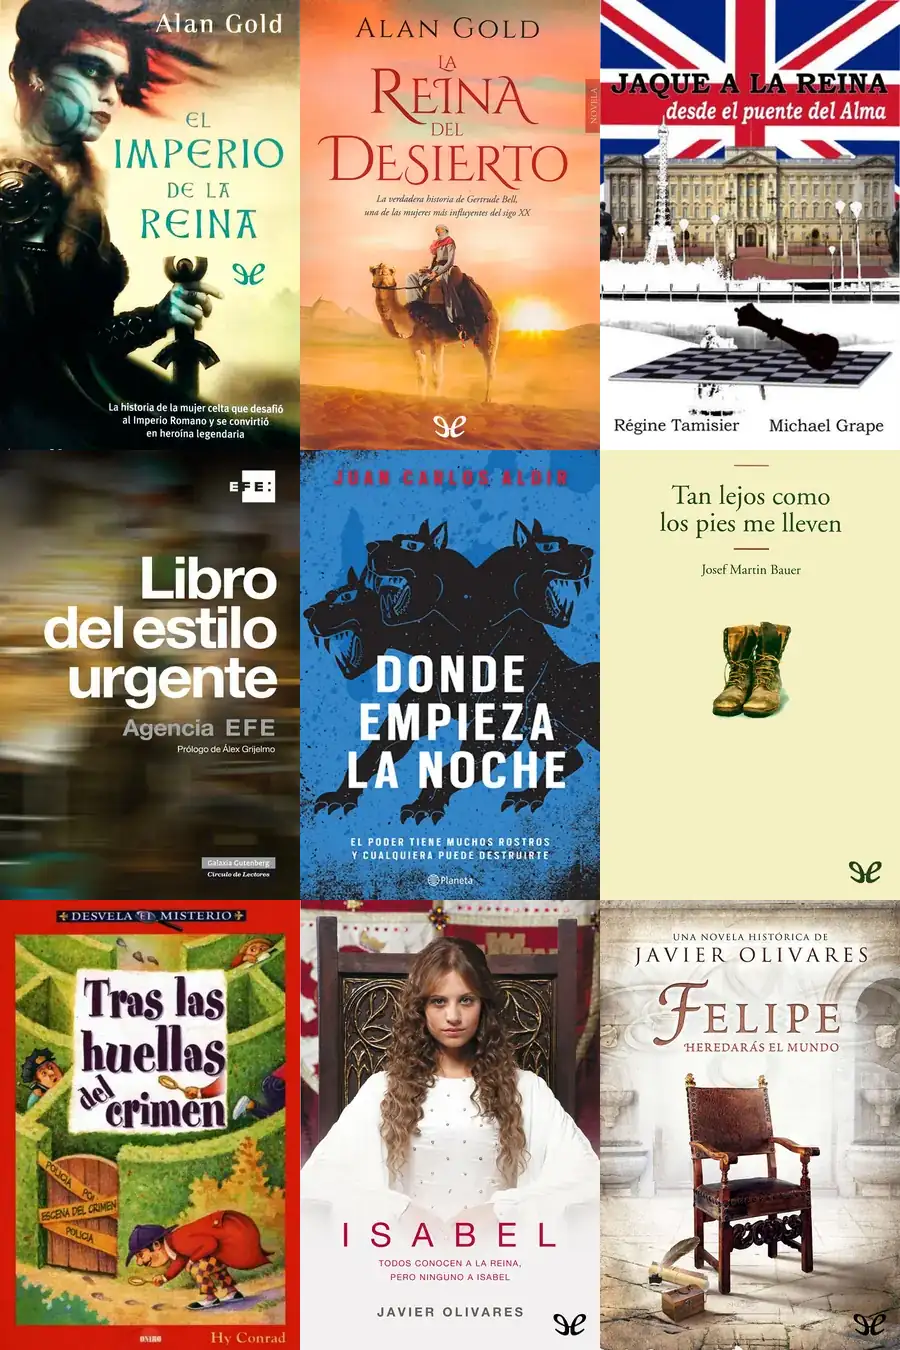 Alan Gold
EL
IMPERIO
DE LA
REINA
La historia de la mujer celta que desafió
al Imperio Romano y se convirtió
en heroína legendaria
ALAN GOLD
LA
REINA
DEL
DESIERTO
La verdadera historia de Gertrude Bell,
una de las mujeres más influyentes del sigo XX
NOVELA
JAQUE A LA REINA
desde el puente del Alma
Régine Tamisier Michael Grape
EFE:
Libro
del estilo
urgente
Agencia EFE
Prólogo de Álex Grijelmo
Galaxia Gutenberg
Círculo de Lectores
JUAN CARLOS ALDIR
DONDE
EMPIEZA
LA NOCHE
EL PODER TIENE MUCHOS ROSTROS
Y CUALQUIERA PUEDE DESTRUIRTE
Planeta
Tan lejos como
los pies me lleven
Josef Martin Bauer
DESVELA EL MISTERIO
Tras las
huellas
del
crimen
POLICÍA POI
ESCENA DEL CRIMEN
POLICÍA
ONIRO
Hy Conrad
ISABEL
TODOS CONOCEN A LA REINA,
PERO NINGUNO A ISABEL
JAVIER OLIVARES
UNA NOVELA HISTÓRICA DE
JAVIER OLIVARES
FELIPE
HEREDARÁS EL MUNDO